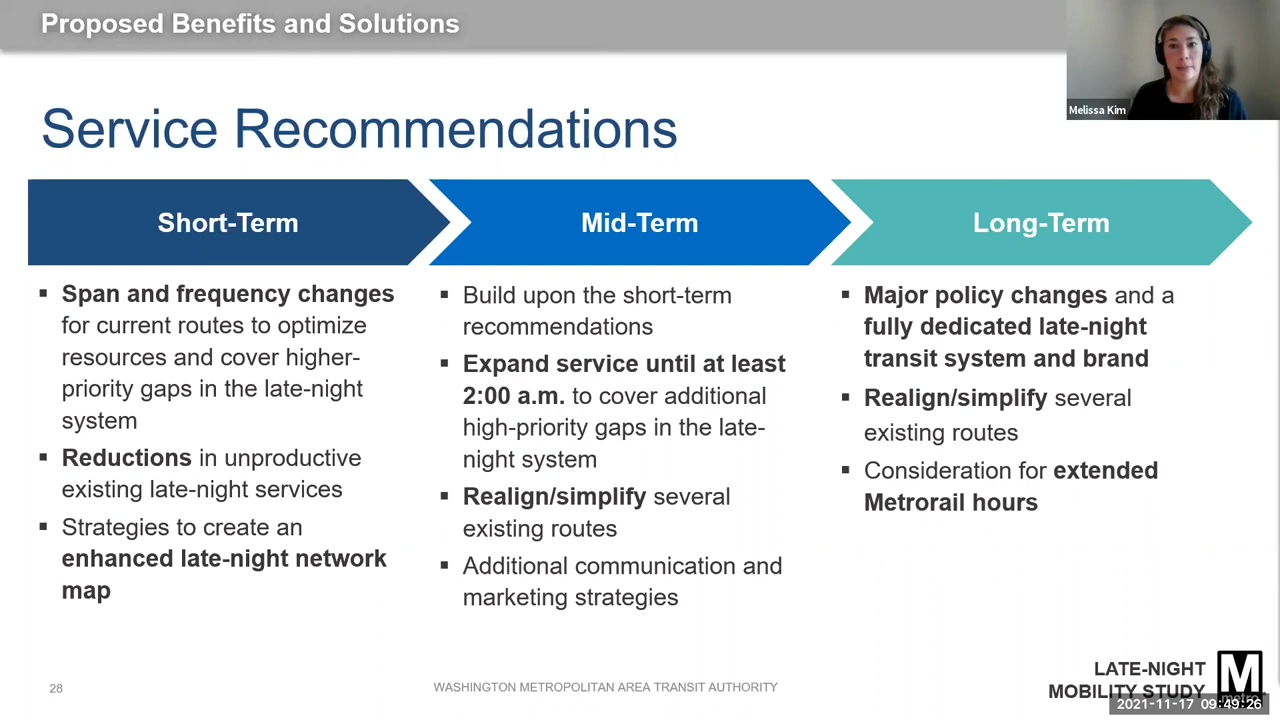 Proposed Benefits and Solutions
Melissa Kim
Service Recommendations
Short-Term
Mid-Term
Long-Term
▪ Span and frequency changes
for current routes to optimize
resources and cover higher-
priority gaps in the late-night
system
▪ Reductions in unproductive
existing late-night services
▪ Strategies to create an
enhanced late-night network
map
▪ Build upon the short-term
recommendations
▪ Expand service until at least
2:00 a.m. to cover additional
high-priority gaps in the late-
night system
▪ Realign/simplify several
existing routes
▪ Additional communication and
marketing strategies
▪ Major policy changes and a
fully dedicated late-night
transit system and brand
▪ Realign/simplify several
existing routes
▪ Consideration for extended
Metrorail hours
28
WASHINGTON METROPOLITAN AREA TRANSIT AUTHORITY
LATE-NIGHT
MOBILITY STUDY
M
metro
2021-11-17 09:49:26